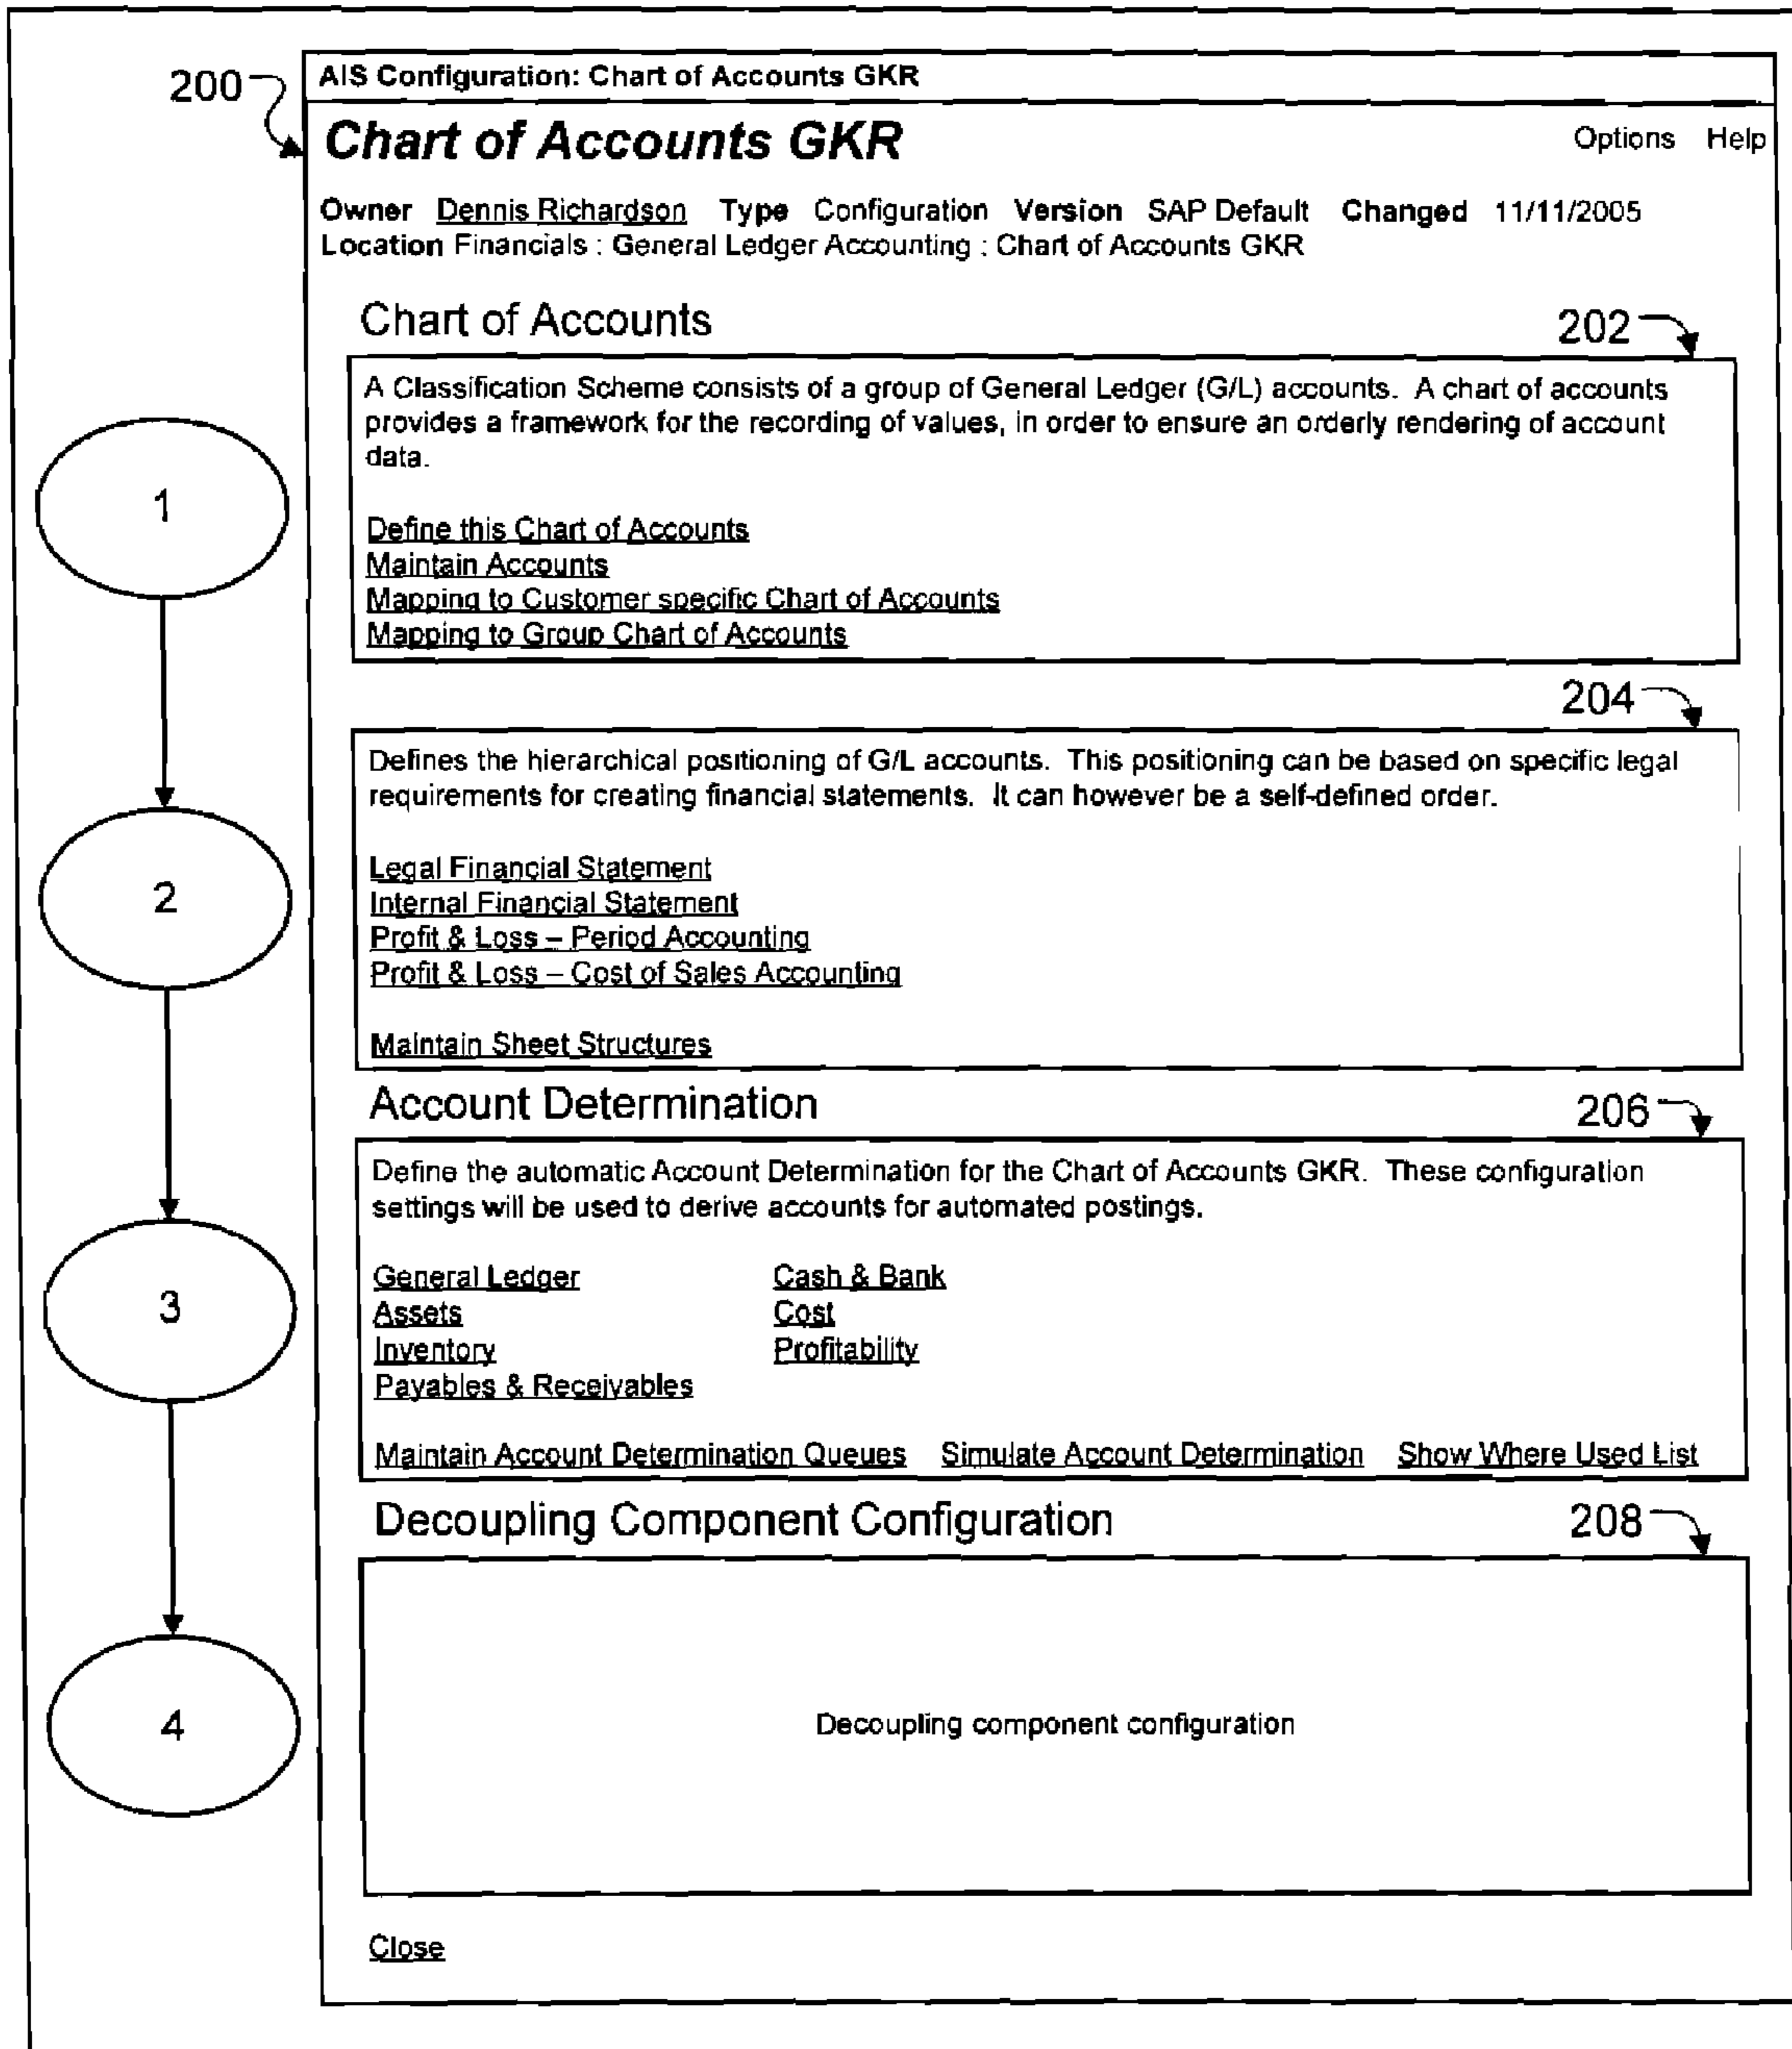 200
AIS Configuration: Chart of Accounts GKR
Chart of Accounts GKR
Options Help
Owner Dennis Richardson Type Configuration Version SAP Default Changed 11/11/2005
Location Financials : General Ledger Accounting : Chart of Accounts GKR
Chart of Accounts
202
A Classification Scheme consists of a group of General Ledger (G/L) accounts. A chart of accounts
provides a framework for the recording of values, in order to ensure an orderly rendering of account
data.
1
Define this Chart of Accounts
Maintain Accounts
Mapping to Customer specific Chart of Accounts
Mapping to Group Chart of Accounts
204
Defines the hierarchical positioning of G/L accounts. This positioning can be based on specific legal
requirements for creating financial statements. It can however be a self-defined order.
2
Legal Financial Statement
Internal Financial Statement
Profit & Loss – Period Accounting
Profit & Loss – Cost of Sales Accounting
Maintain Sheet Structures
Account Determination
206
Define the automatic Account Determination for the Chart of Accounts GKR. These configuration
settings will be used to derive accounts for automated postings.
3
General Ledger Cash & Bank
Assets Cost
Inventory Profitability
Payables & Receivables
Maintain Account Determination Queues Simulate Account Determination Show Where Used List
Decoupling Component Configuration
208
4
Decoupling component configuration
Close